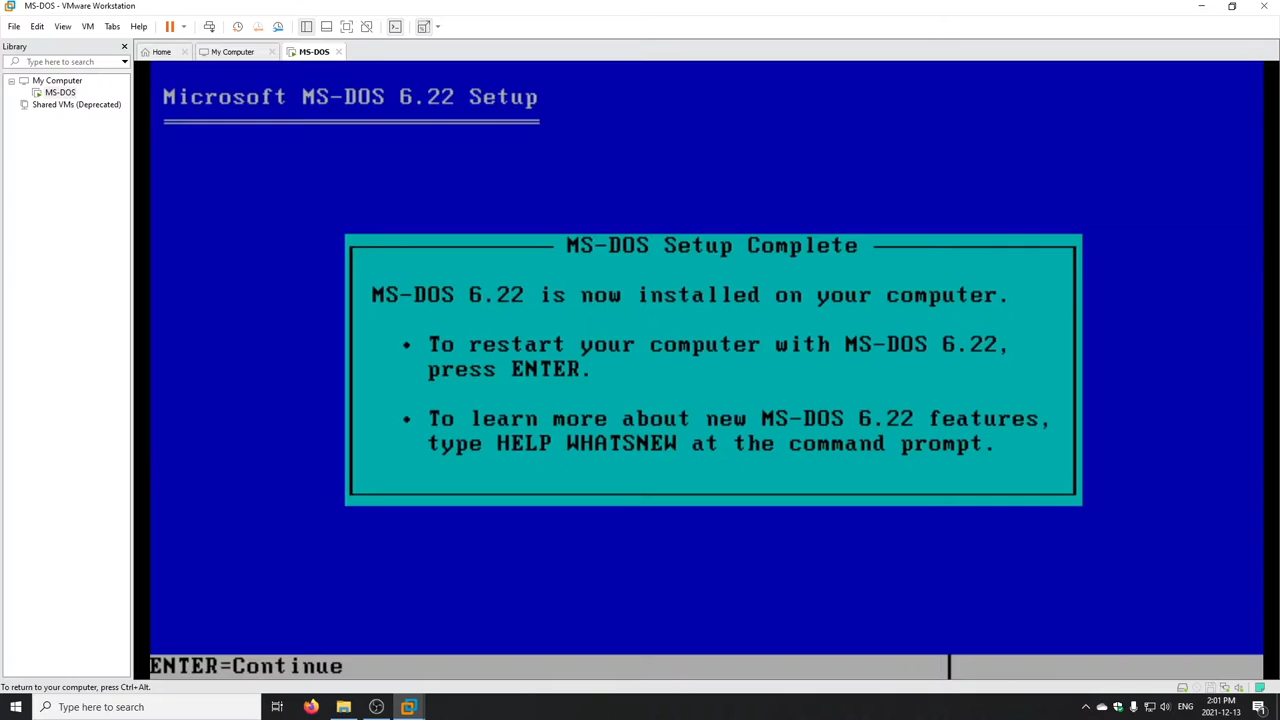 MS-DOS - VMware Workstation
File Edit View VM Tabs Help
Library
Type here to search
Home My Computer MS-DOS
My Computer
MS-DOS
Shared VMs (Deprecated)
Microsoft MS-DOS 6.22 Setup
MS-DOS Setup Complete
MS-DOS 6.22 is now installed on your computer.
• To restart your computer with MS-DOS 6.22,
press ENTER.
• To learn more about new MS-DOS 6.22 features,
type HELP WHATSNEW at the command prompt.
ENTER=Continue
To return to your computer, press Ctrl+Alt.
Type here to search
ENG
2:01 PM
2021-12-13
1